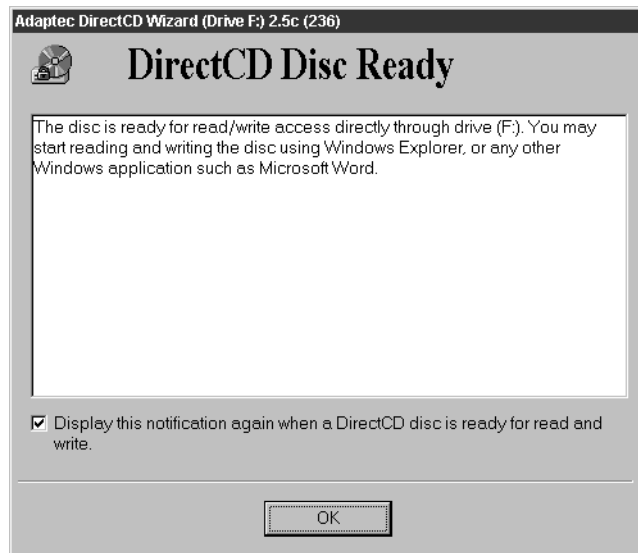 Adaptec DirectCD Wizard (Drive F:) 2.5c (236)
DirectCD Disc Ready
The disc is ready for read/write access directly through drive (F:). You may
start reading and writing the disc using Windows Explorer, or any other
Windows application such as Microsoft Word.
Display this notification again when a DirectCD disc is ready for read and
write.
OK